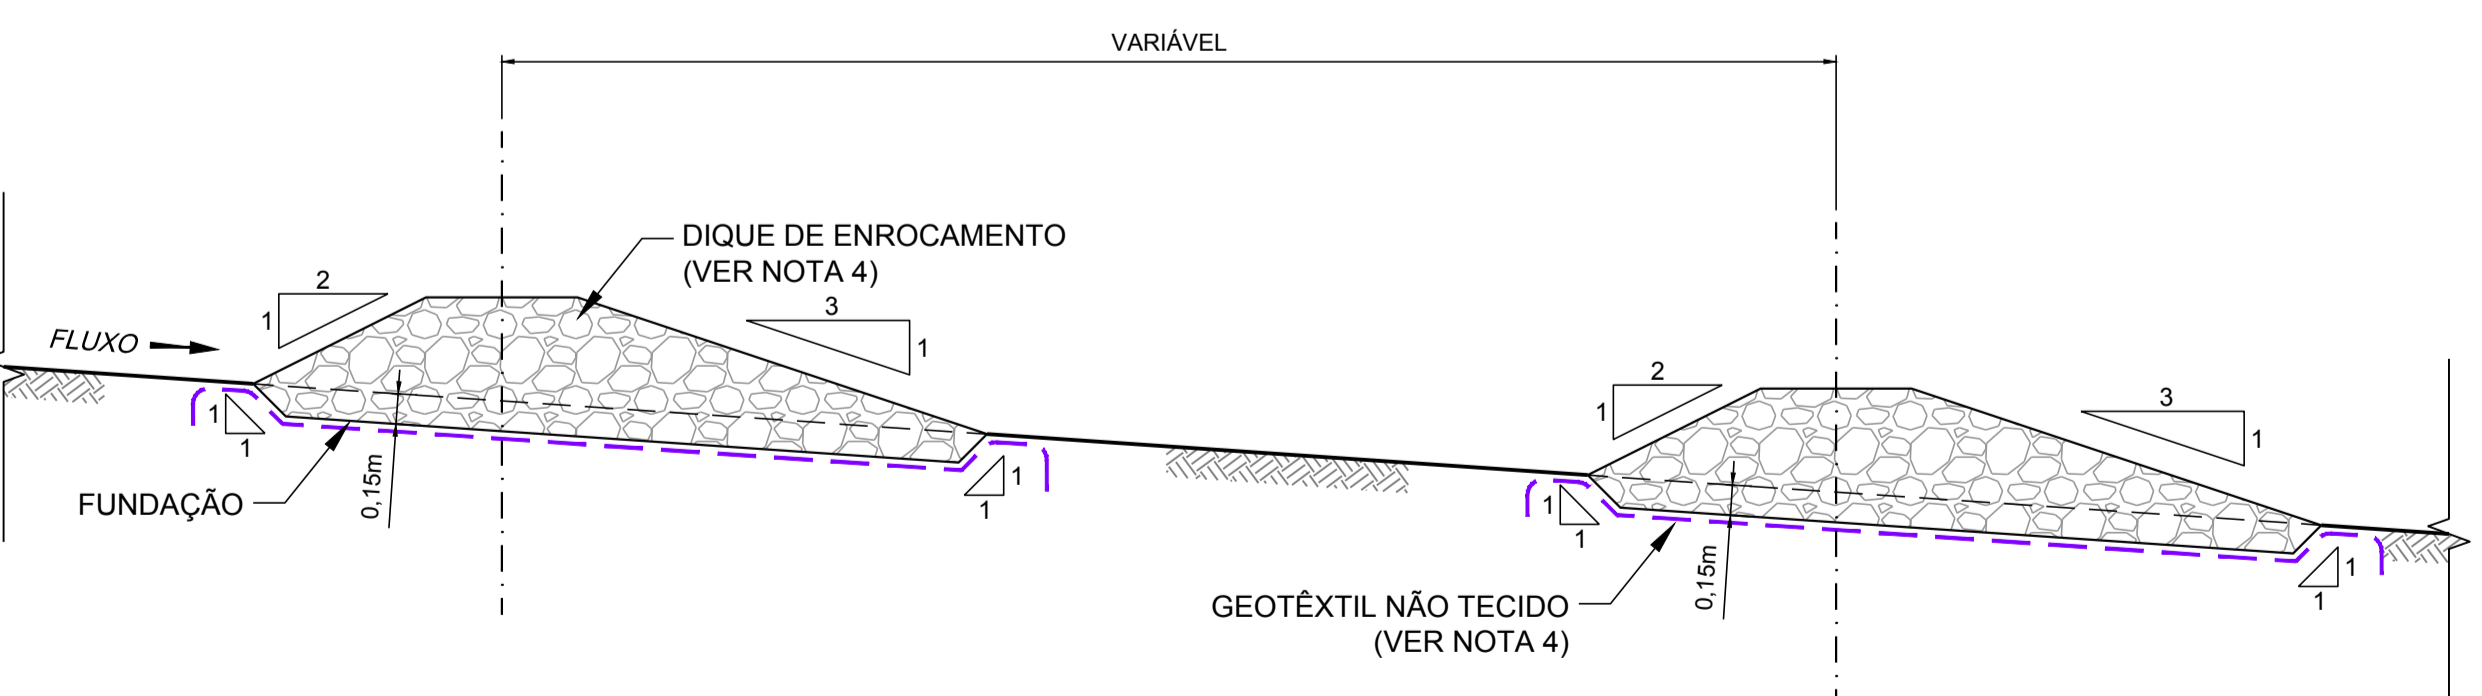 VARIÁVEL
DIQUE DE ENROCAMENTO
(VER NOTA 4)
2
1
3
1
FLUXO
1
1
FUNDAÇÃO
0,15m
1
1
2
1
3
1
1
1
0,15m
GEOTÊXTIL NÃO TECIDO
(VER NOTA 4)
1
1